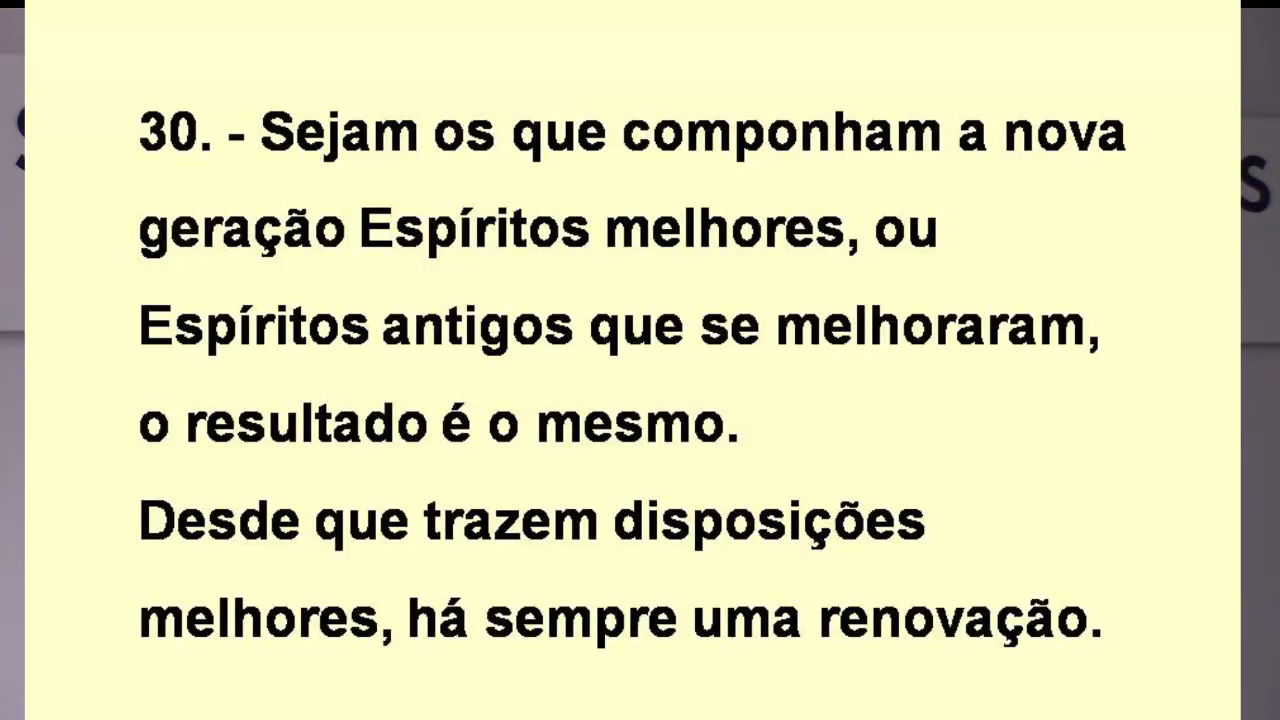 30. - Sejam os que componham a nova
geração Espíritos melhores, ou
Espíritos antigos que se melhoraram,
o resultado é o mesmo.
Desde que trazem disposições
melhores, há sempre uma renovação.